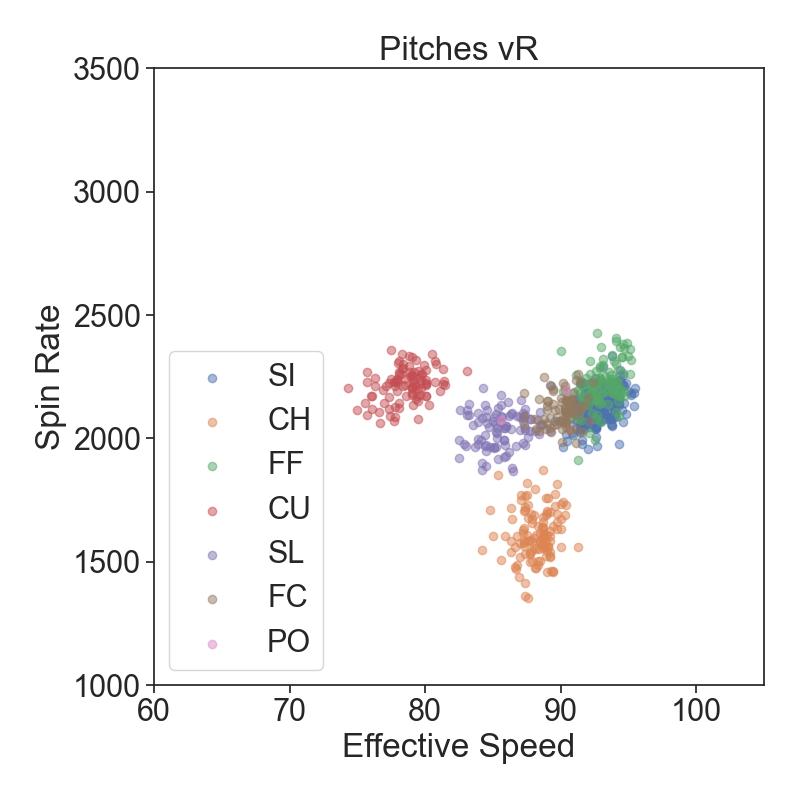 Pitches vR
3500
3000
2500
2000
1500
1000
Spin Rate
SI
CH
FF
CU
SL
FC
PO
60 70 80 90 100
Effective Speed